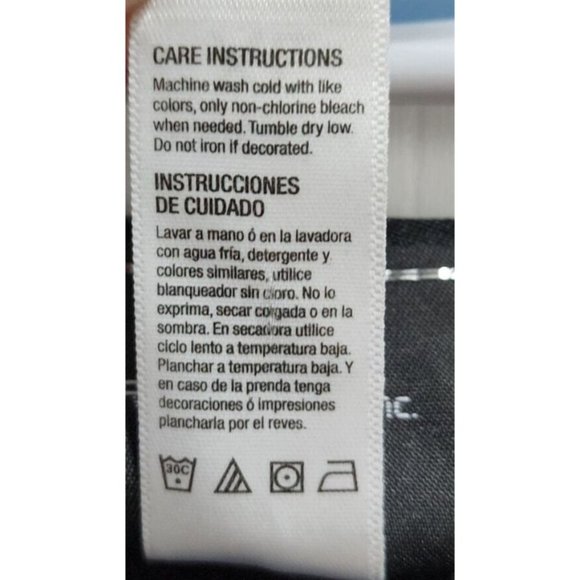 CARE INSTRUCTIONS
Machine wash cold with like
colors, only non-chlorine bleach
when needed. Tumble dry low.
Do not iron if decorated.
INSTRUCCIONES
DE CUIDADO
Lavar a mano ó en la lavadora
con agua fría, detergente y
colores similares, utilice
blanqueador sin cloro. No lo
exprima, secar colgada o en la
sombra. En secadora utilice
ciclo lento a temperatura baja.
Planchar a temperatura baja. Y
en caso de la prenda tenga
decoraciones ó impresiones
plancharla por el reves.
30C